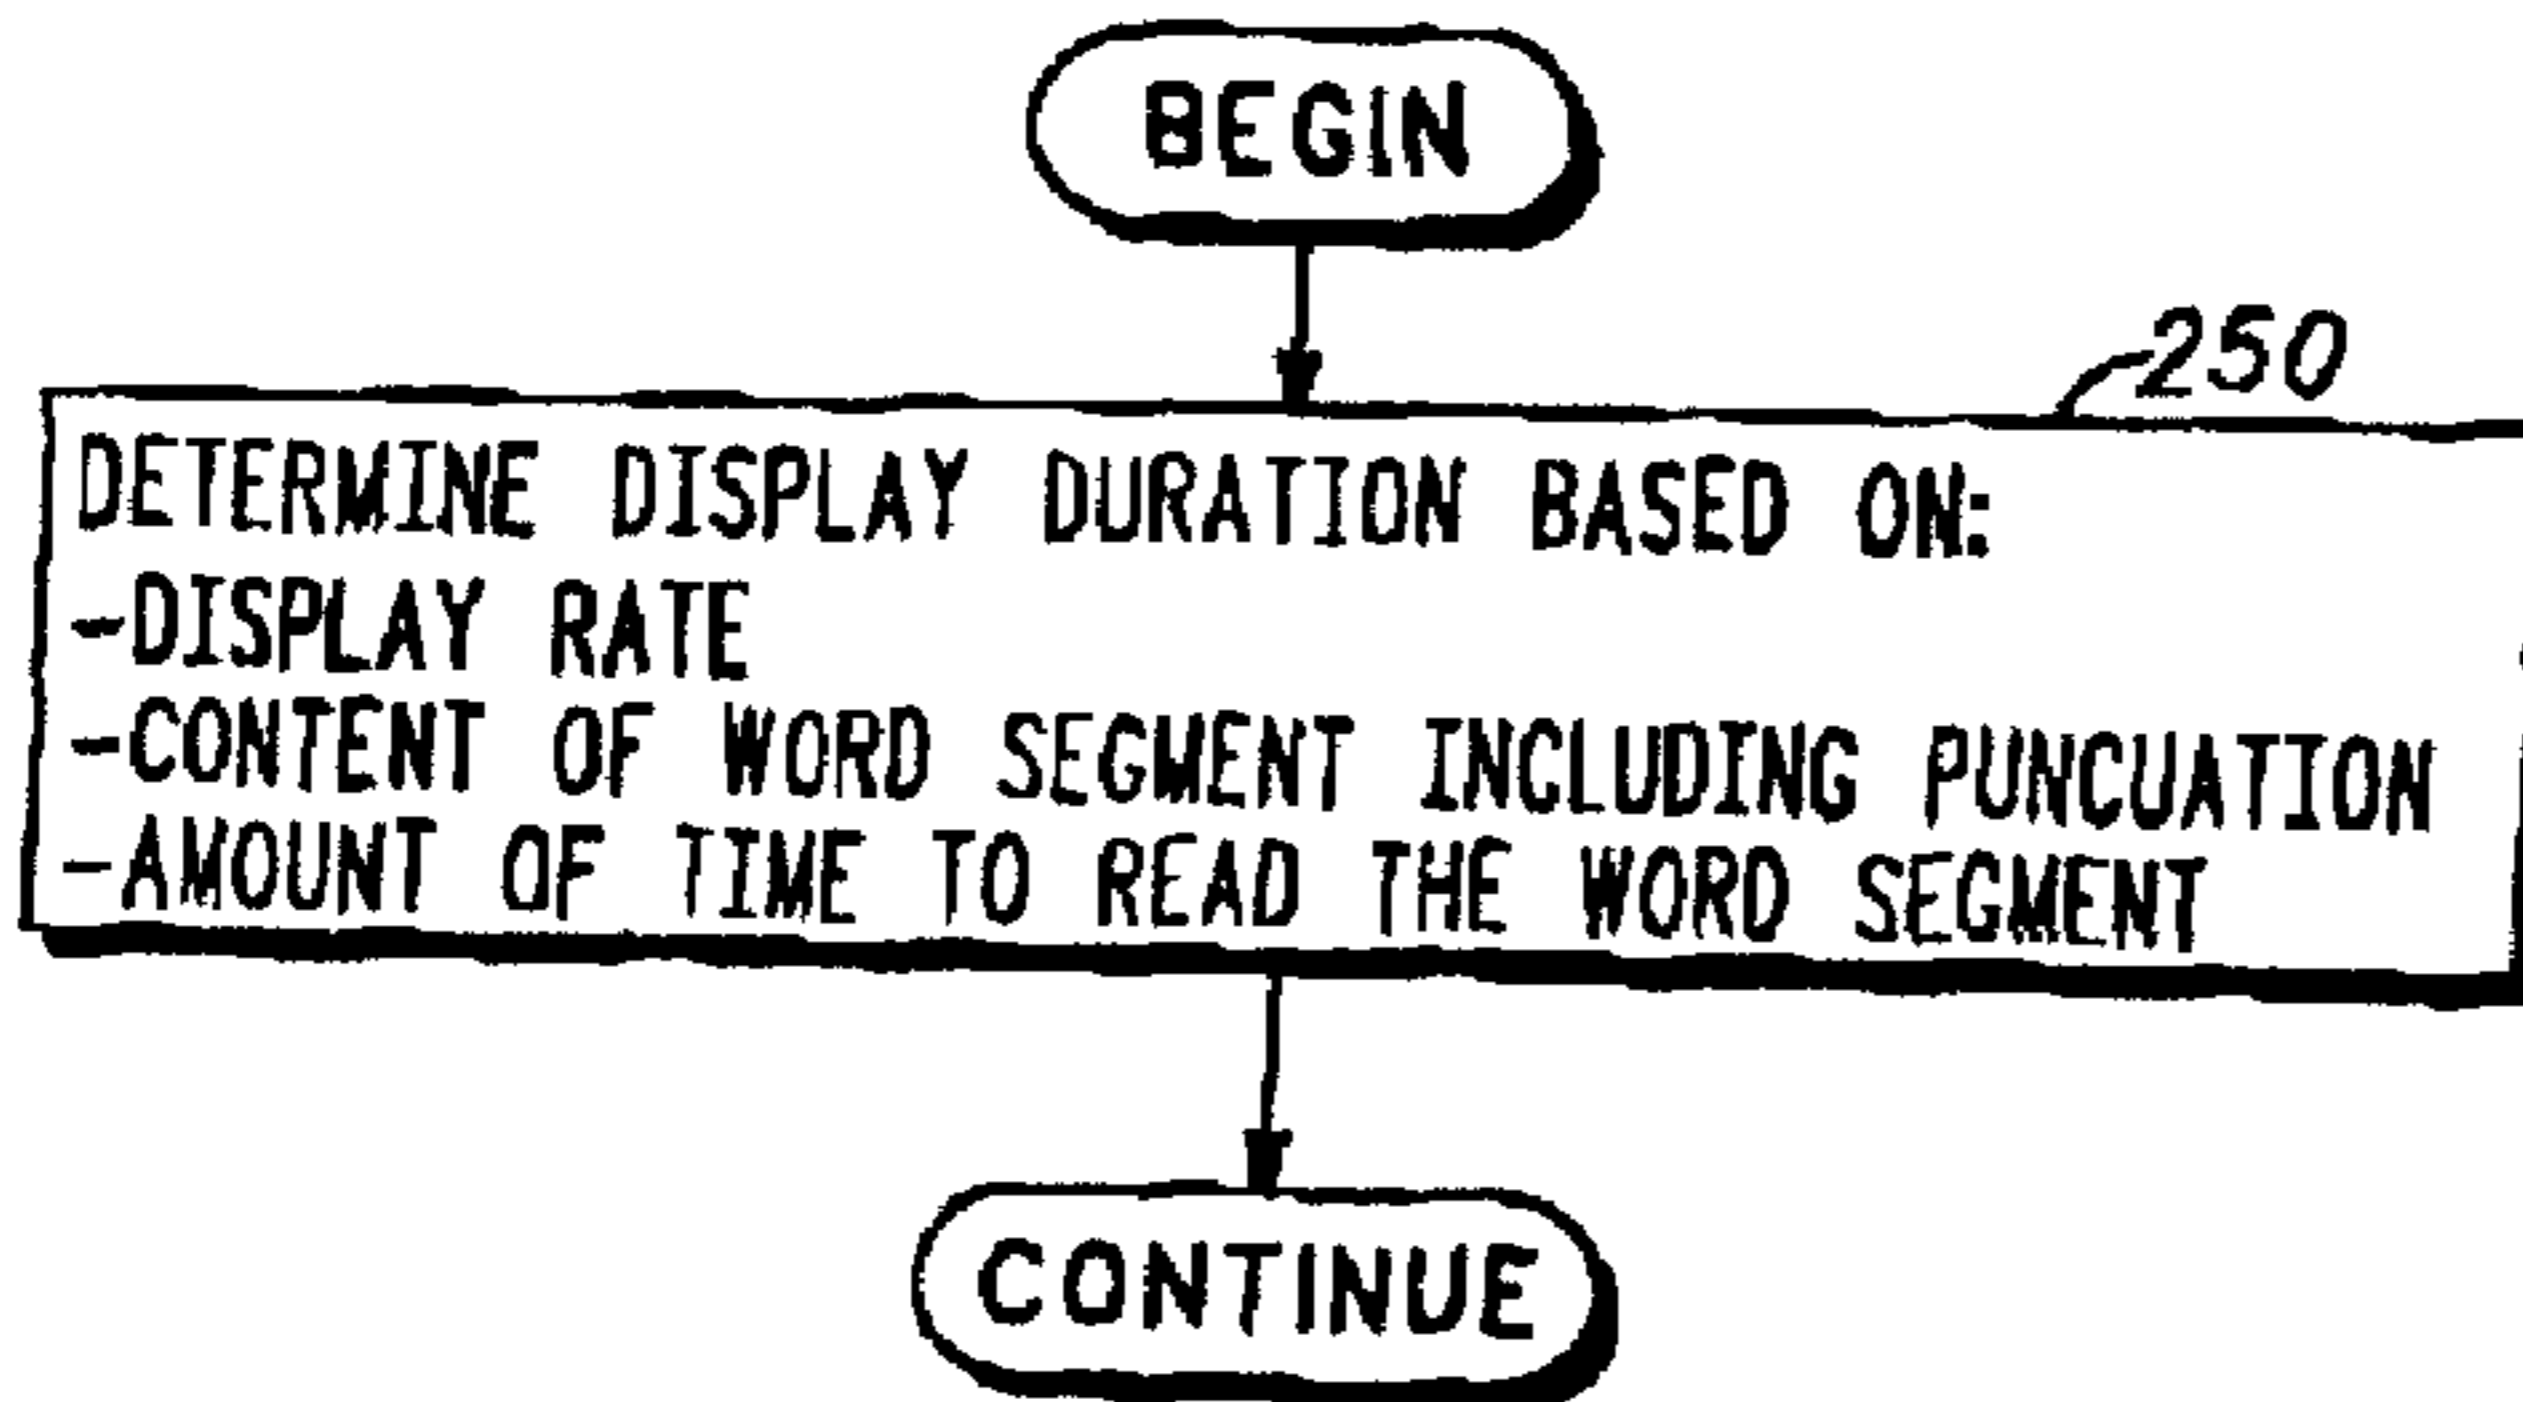 BEGIN
250
DETERMINE DISPLAY DURATION BASED ON:
-DISPLAY RATE
-CONTENT OF WORD SEGMENT INCLUDING PUNCUATION
-AMOUNT OF TIME TO READ THE WORD SEGMENT
CONTINUE